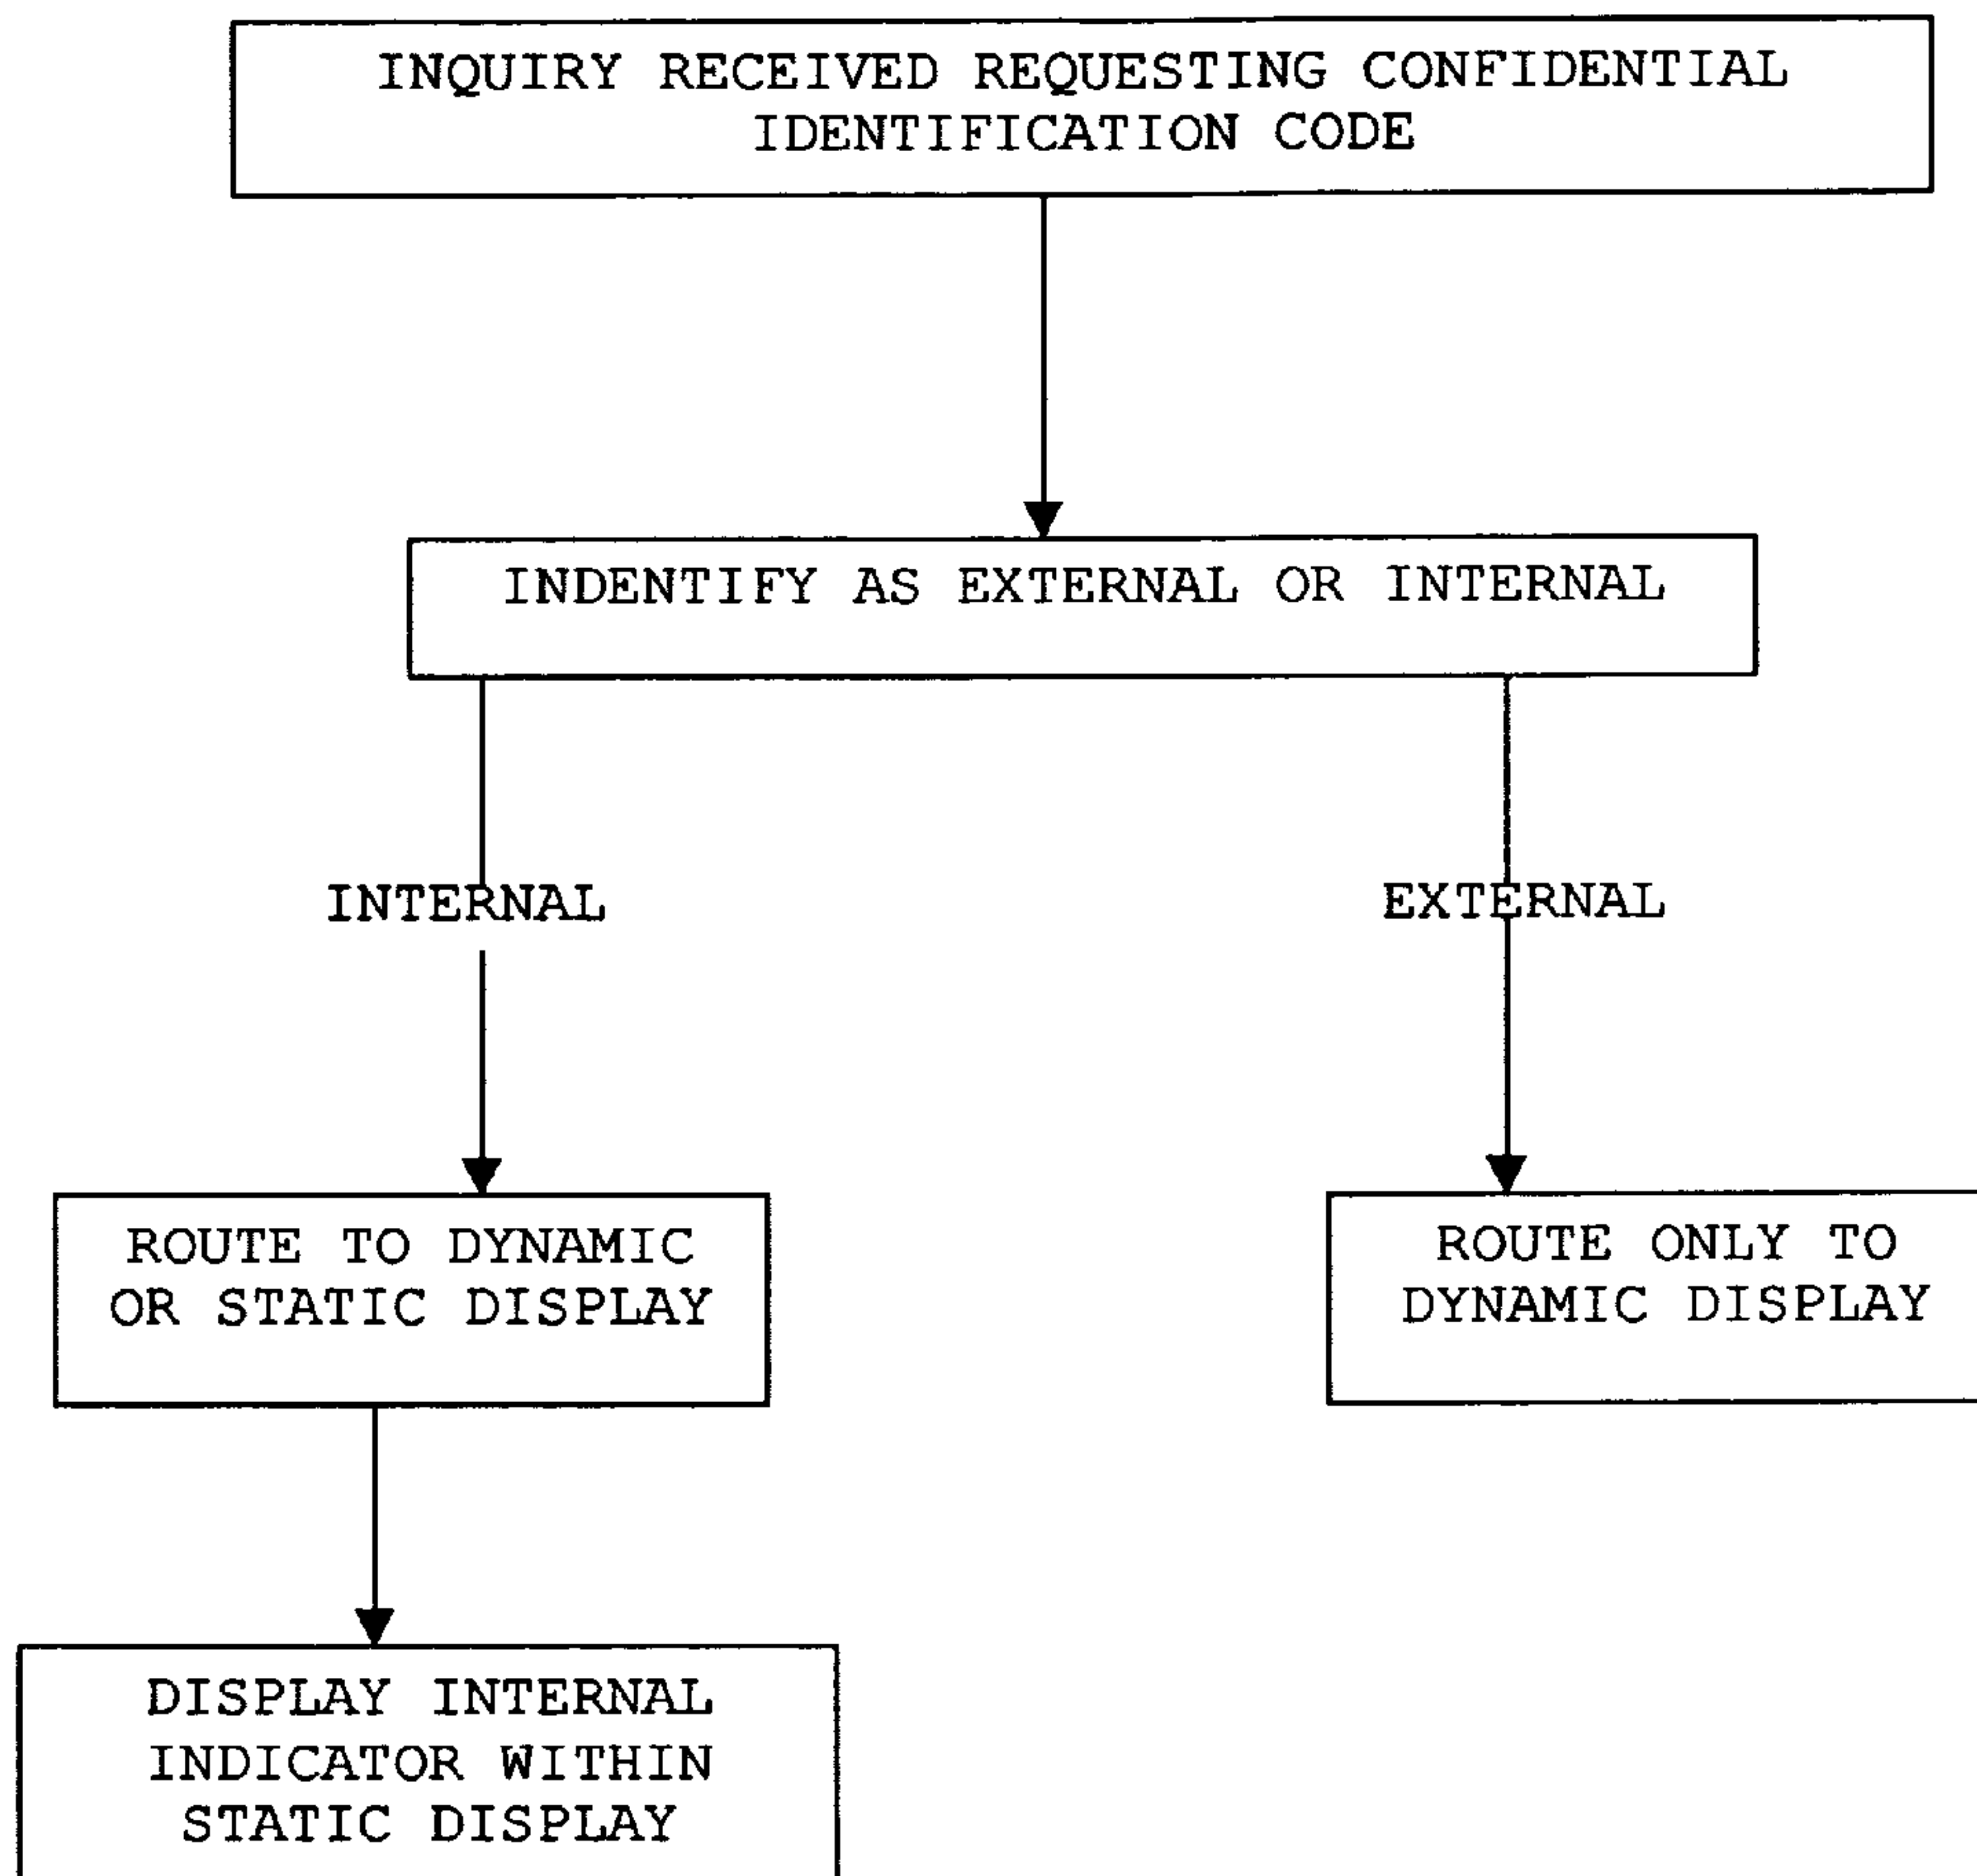 INQUIRY RECEIVED REQUESTING CONFIDENTIAL
IDENTIFICATION CODE
INDENTIFY AS EXTERNAL OR INTERNAL
INTERNAL
EXTERNAL
ROUTE TO DYNAMIC
OR STATIC DISPLAY
ROUTE ONLY TO
DYNAMIC DISPLAY
DISPLAY INTERNAL
INDICATOR WITHIN
STATIC DISPLAY